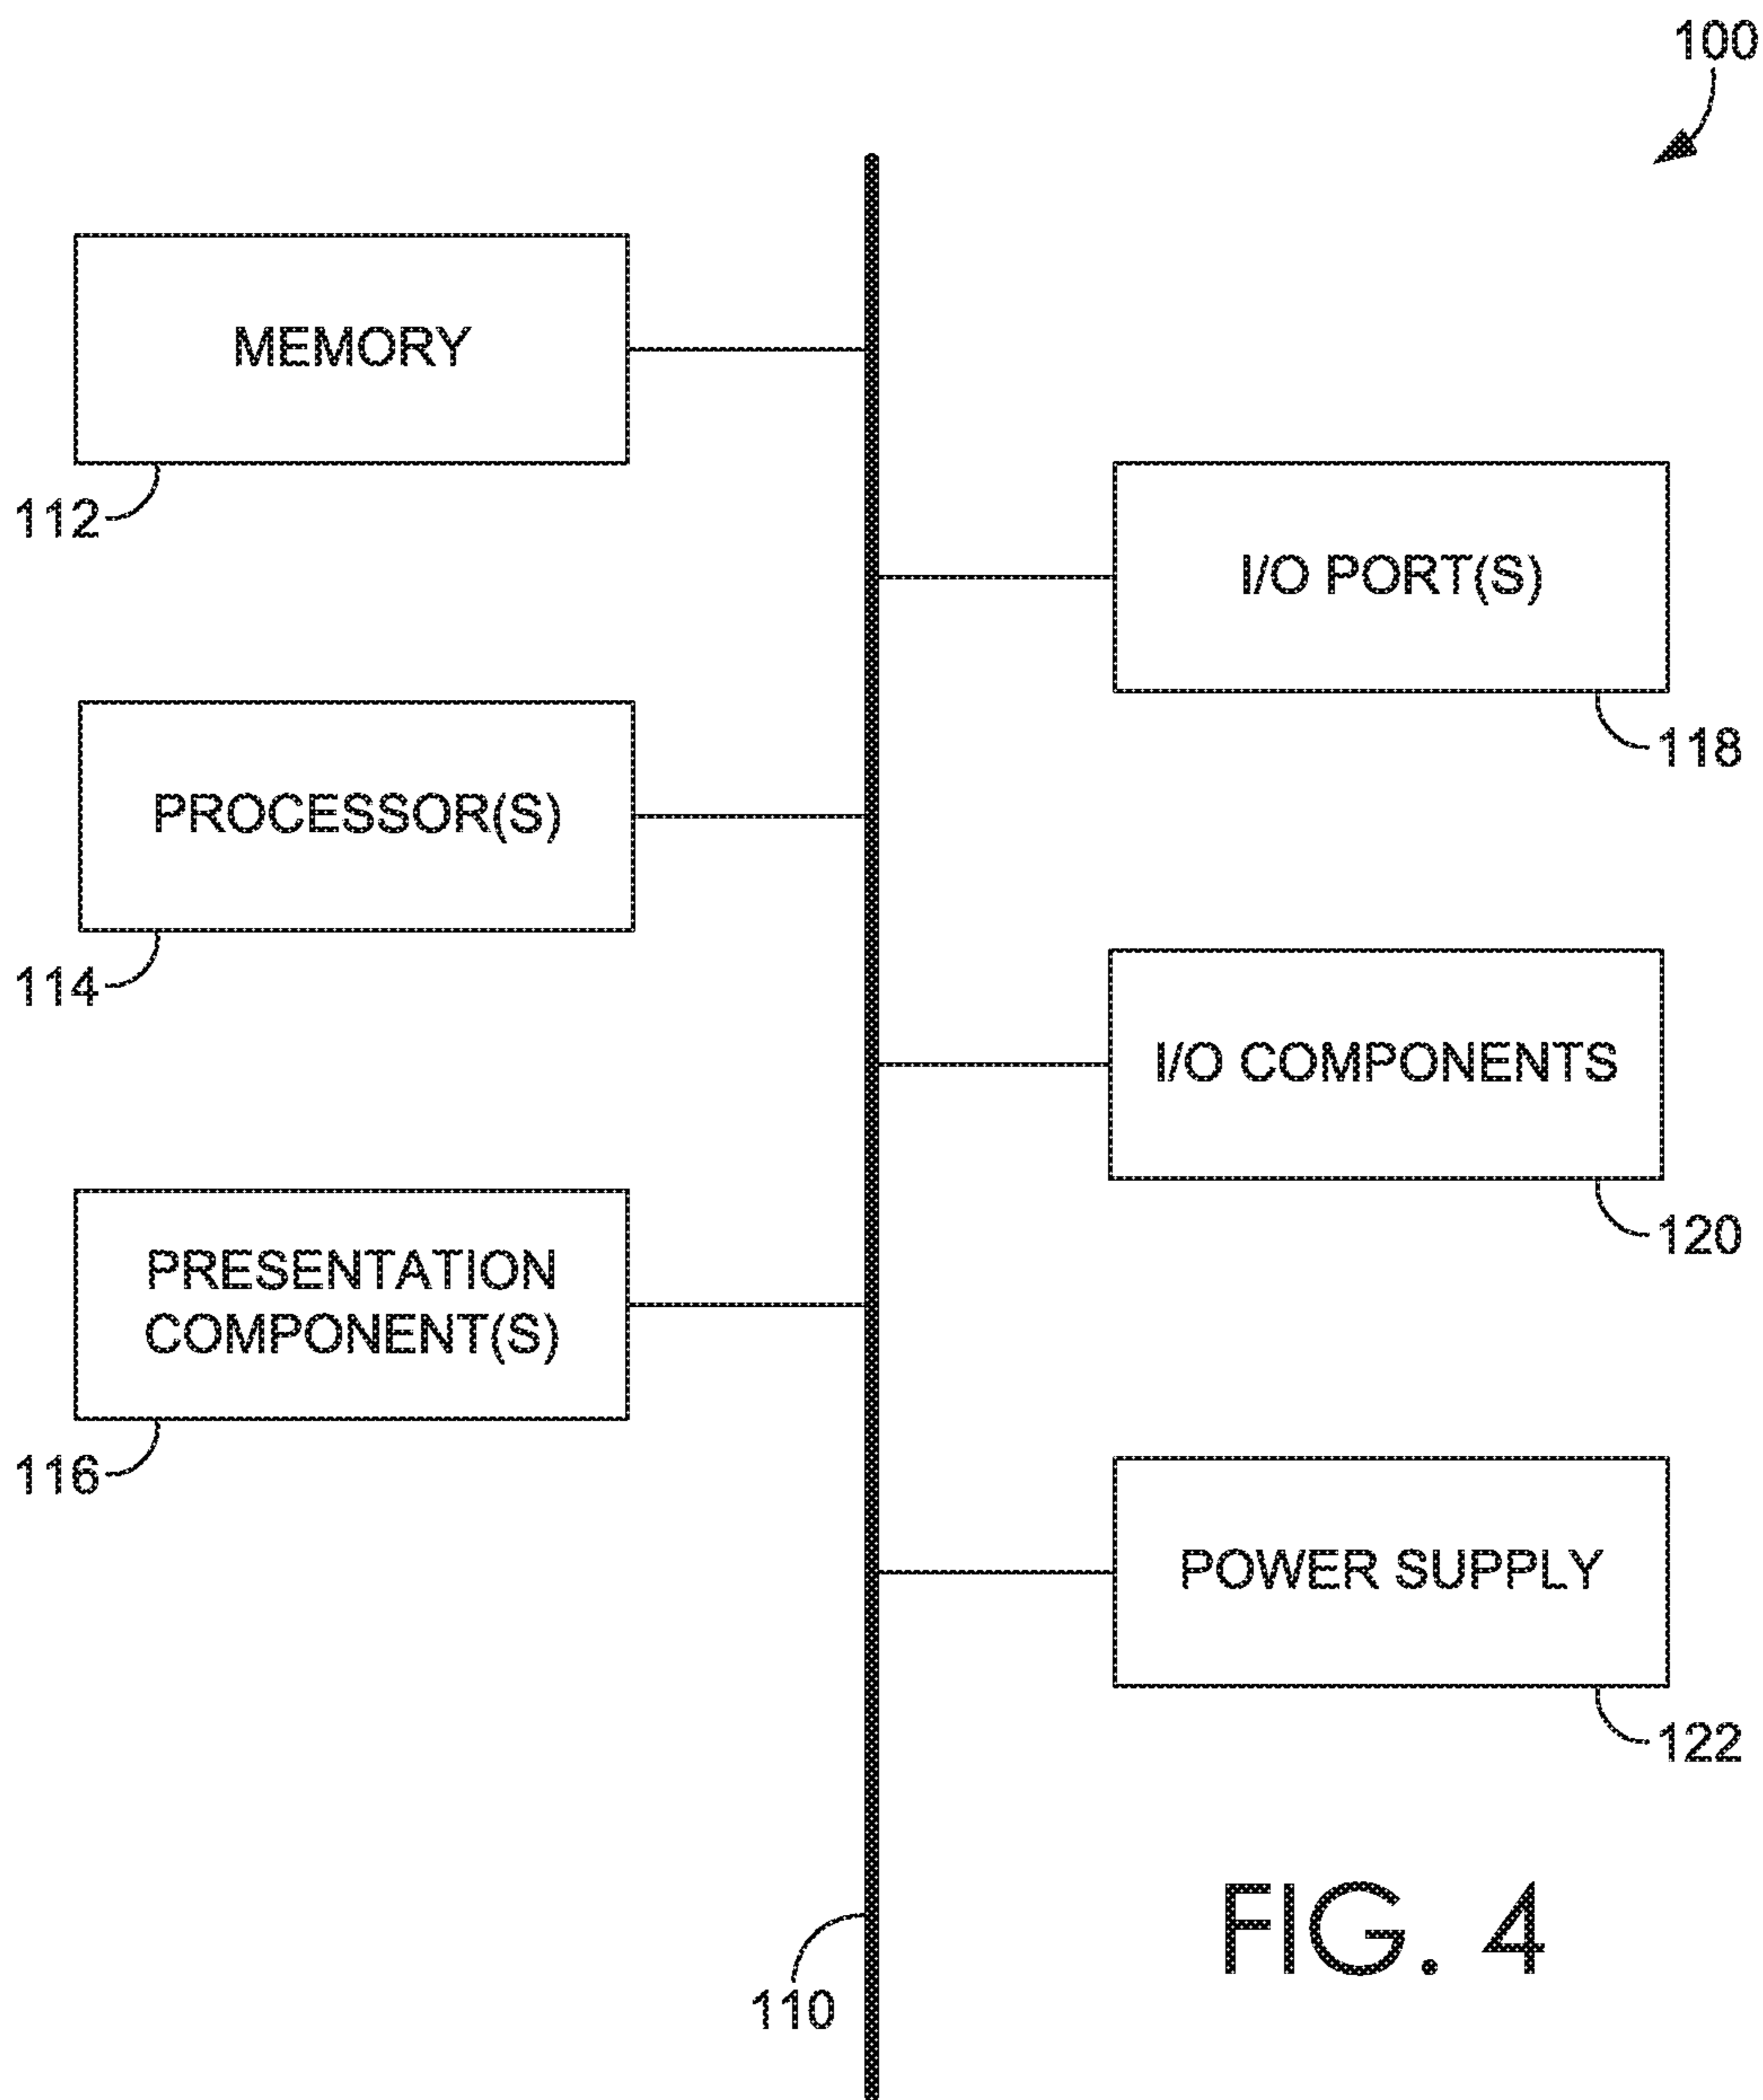 100
MEMORY
112
I/O PORT(S)
118
PROCESSOR(S)
114
I/O COMPONENTS
120
PRESENTATION
COMPONENT(S)
116
POWER SUPPLY
122
FIG. 4
110